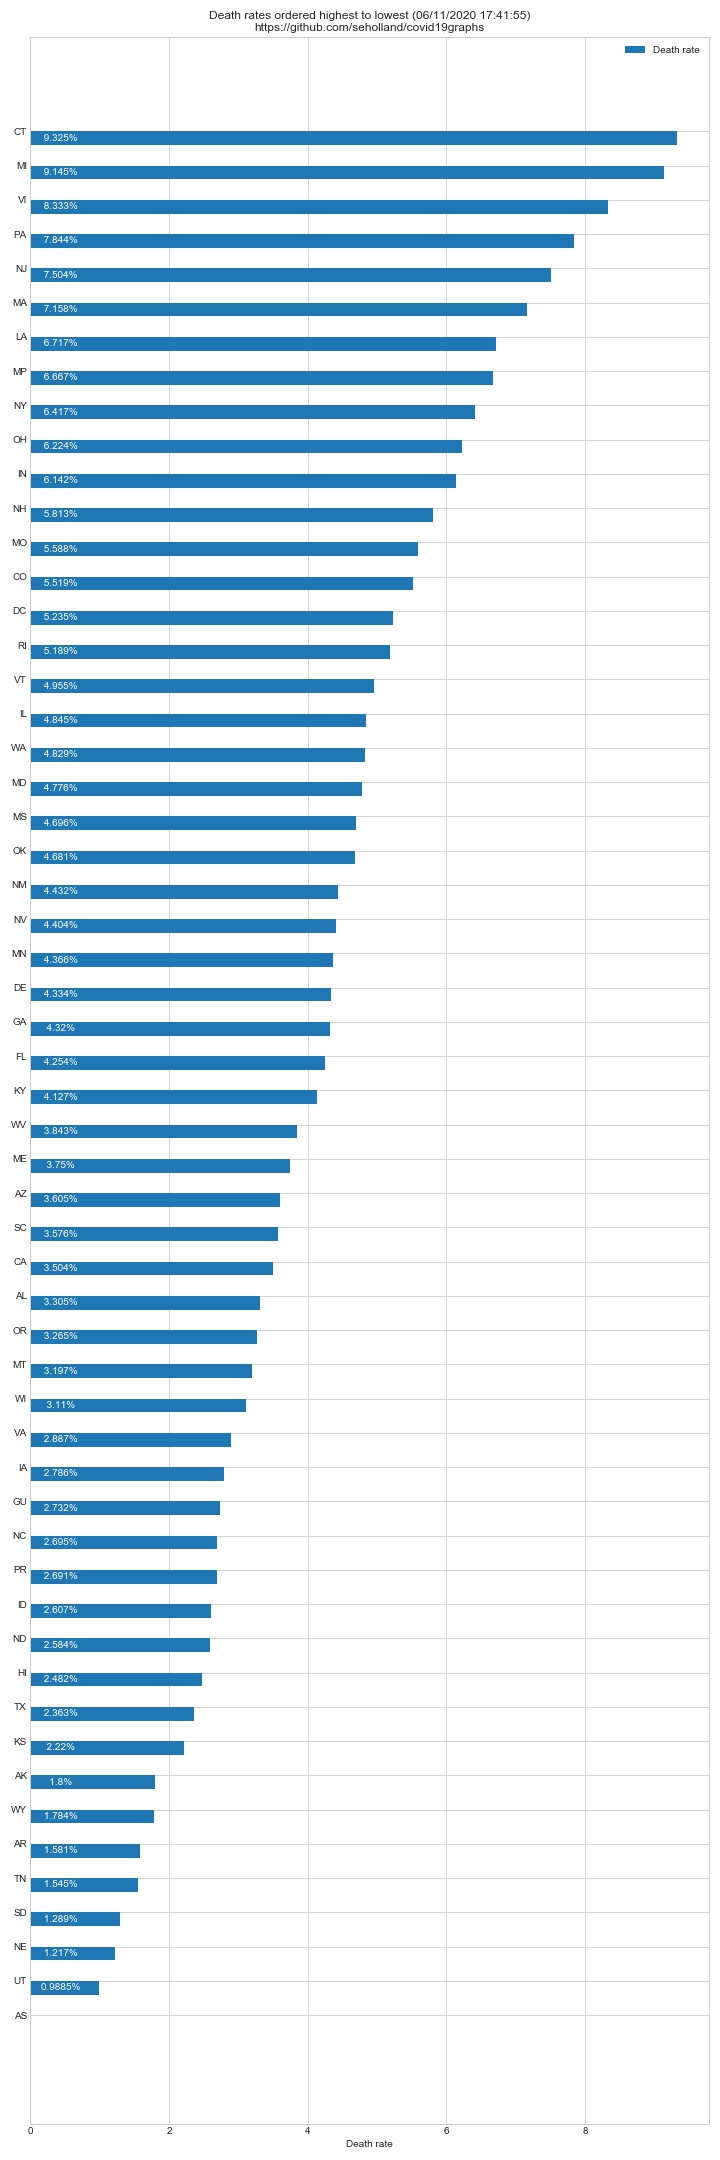 Death rates ordered highest to lowest (06/11/2020 17:41:55)
https://github.com/seholland/covid19graphs
Death rate
CT 9.325%
MI 9.145%
VI 8.333%
PA 7.844%
NJ 7.504%
MA 7.158%
LA 6.717%
MP 6.667%
NY 6.417%
OH 6.224%
IN 6.142%
NH 5.813%
MO 5.588%
CO 5.519%
DC 5.235%
RI 5.189%
VT 4.955%
IL 4.845%
WA 4.829%
MD 4.776%
MS 4.696%
OK 4.681%
NM 4.432%
NV 4.404%
MN 4.366%
DE 4.334%
GA 4.32%
FL 4.254%
KY 4.127%
WV 3.843%
ME 3.75%
AZ 3.605%
SC 3.576%
CA 3.504%
AL 3.305%
OR 3.265%
MT 3.197%
WI 3.11%
VA 2.887%
IA 2.786%
GU 2.732%
NC 2.695%
PR 2.691%
ID 2.607%
ND 2.584%
HI 2.482%
TX 2.363%
KS 2.22%
AK 1.8%
WY 1.784%
AR 1.581%
TN 1.545%
SD 1.289%
NE 1.217%
UT 0.9885%
AS
0 2 4 6 8
Death rate